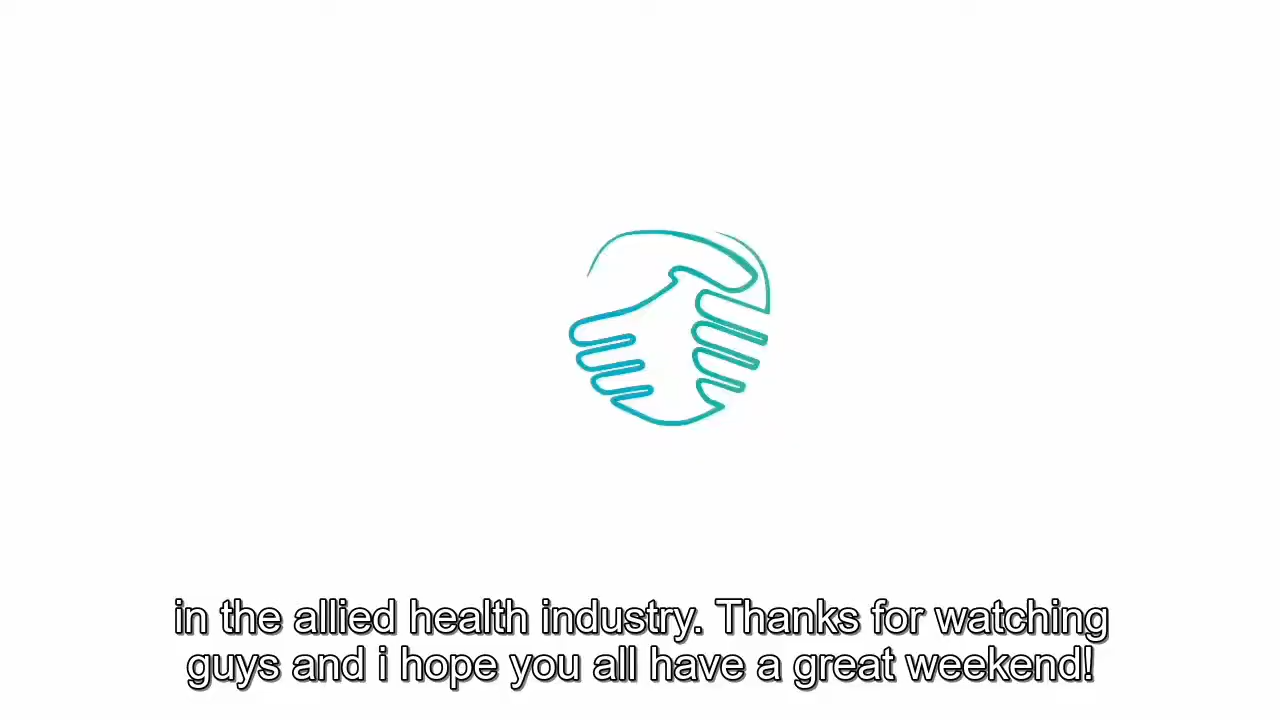 in the allied health industry. Thanks for watching
guys and i hope you all have a great weekend!